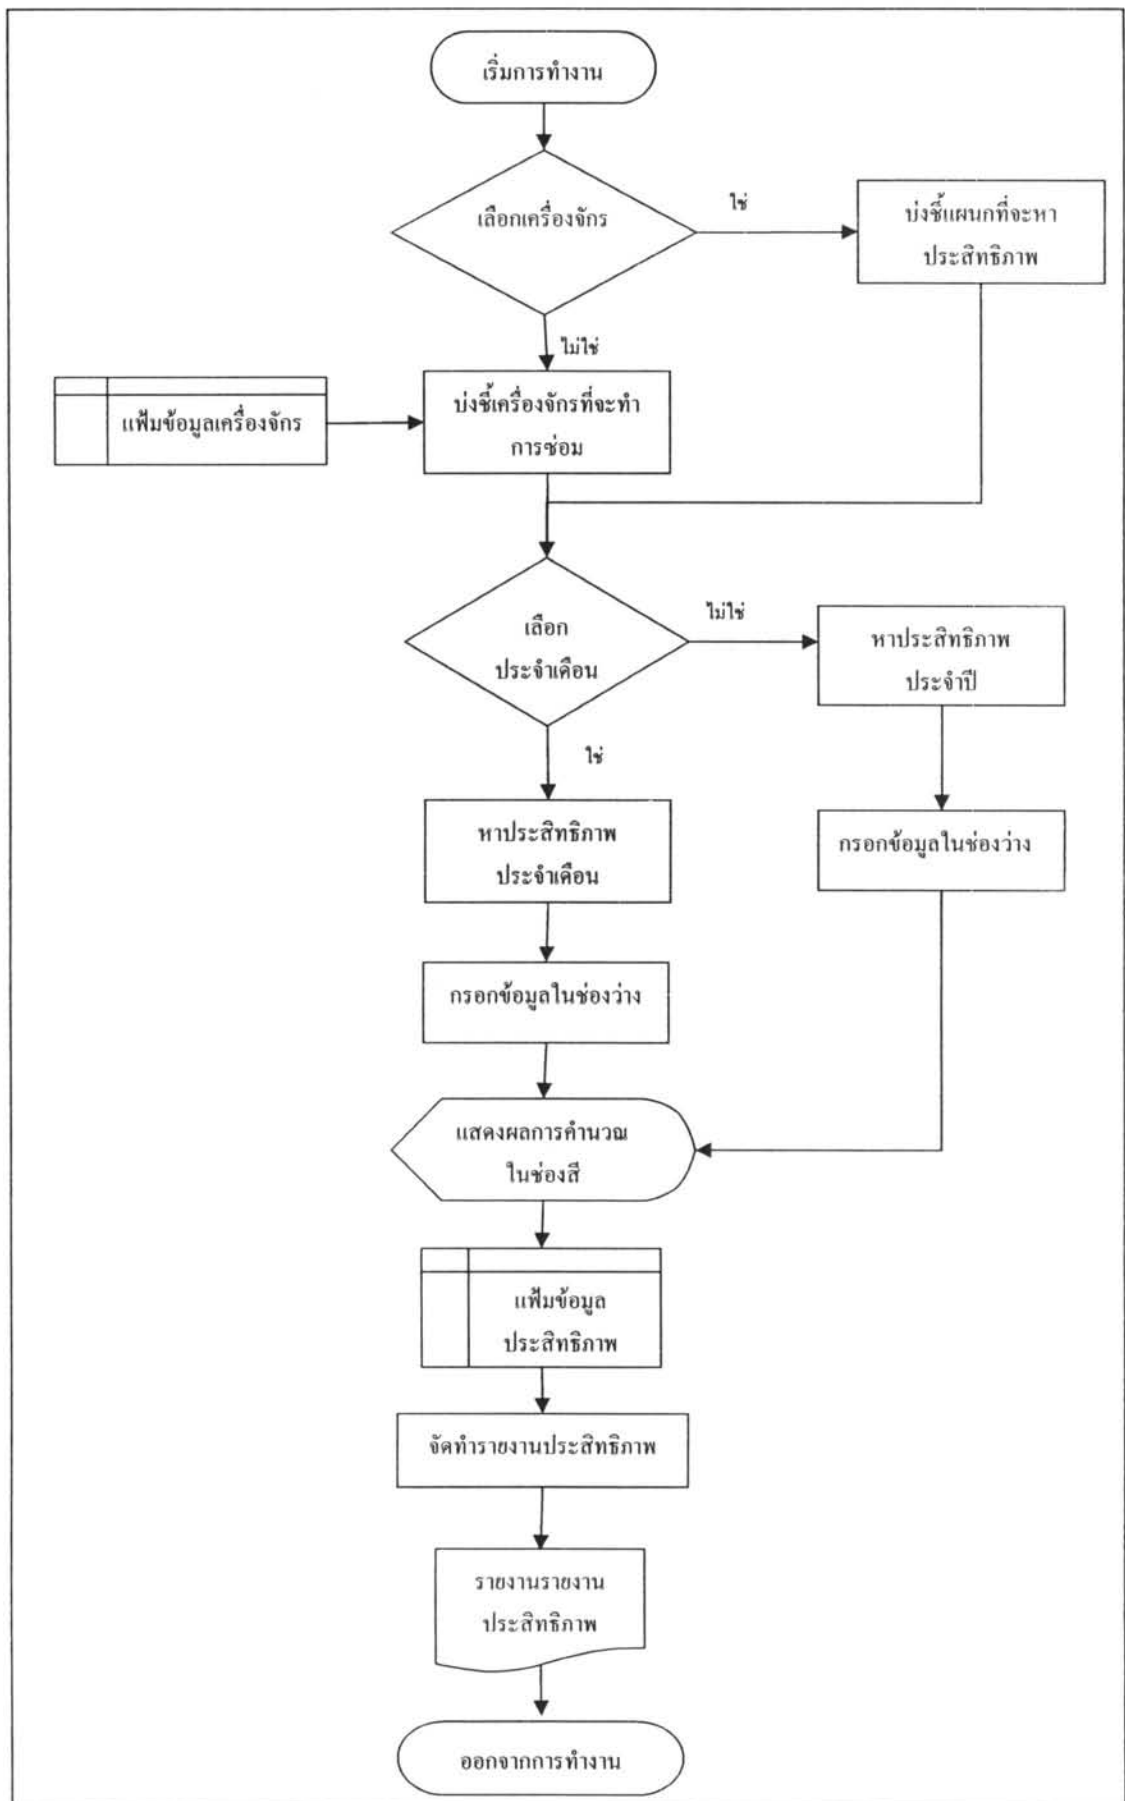 เริ่มการทำงาน
เลือกเครื่องจักร
ใช่
บ่งชี้แผนกที่จะหา
ประสิทธิภาพ
ไม่ใช่
แฟ้มข้อมูลเครื่องจักร
บ่งชี้เครื่องจักรที่จะทำ
การซ่อม
เลือก
ประจำเดือน
ไม่ใช่
หาประสิทธิภาพ
ประจำปี
ใช่
หาประสิทธิภาพ
ประจำเดือน
กรอกข้อมูลในช่องว่าง
กรอกข้อมูลในช่องว่าง
แสดงผลการคำนวณ
ในช่องสี
แฟ้มข้อมูล
ประสิทธิภาพ
จัดทำรายงานประสิทธิภาพ
รายงานรายงาน
ประสิทธิภาพ
ออกจากการทำงาน